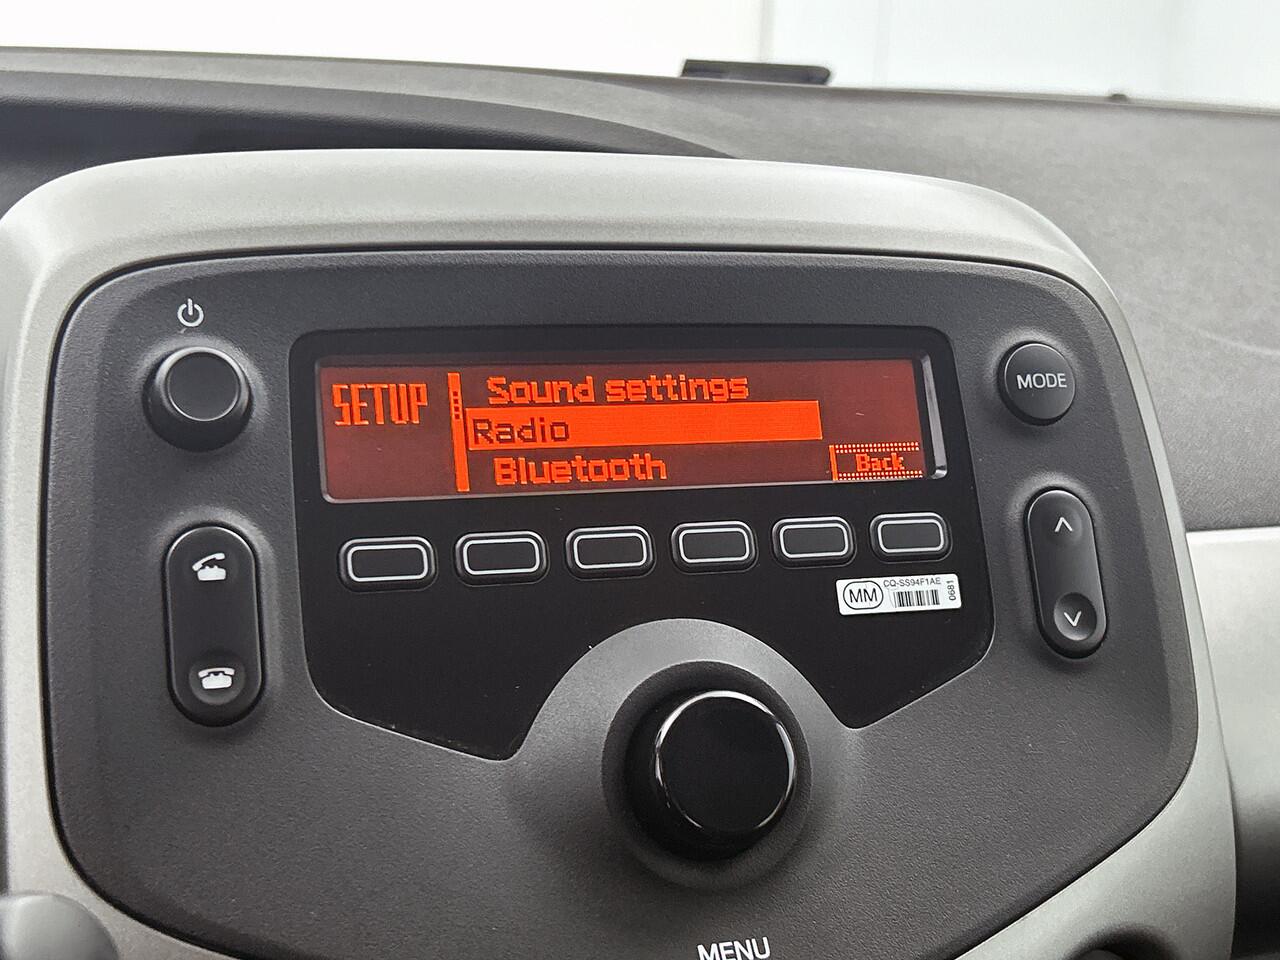 SETUP
Sound settings
Radio
Bluetooth
Back
MODE
MM
CQ-SS94F1AE
0681
MENU